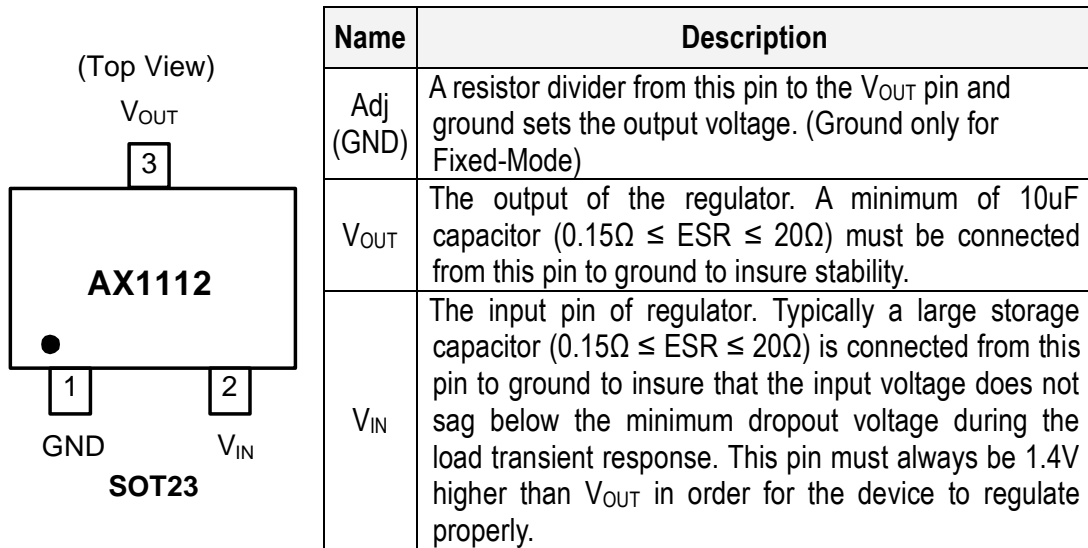 (Top View)
VOUT
3
AX1112
1
2
GND
VIN
SOT23
Name
Description
Adj
(GND)
A resistor divider from this pin to the VOUT pin and
ground sets the output voltage. (Ground only for
Fixed-Mode)
VOUT
The output of the regulator. A minimum of 10uF
capacitor (0.15Ω ≤ ESR ≤ 20Ω) must be connected
from this pin to ground to insure stability.
VIN
The input pin of regulator. Typically a large storage
capacitor (0.15Ω ≤ ESR ≤ 20Ω) is connected from this
pin to ground to insure that the input voltage does not
sag below the minimum dropout voltage during the
load transient response. This pin must always be 1.4V
higher than VOUT in order for the device to regulate
properly.